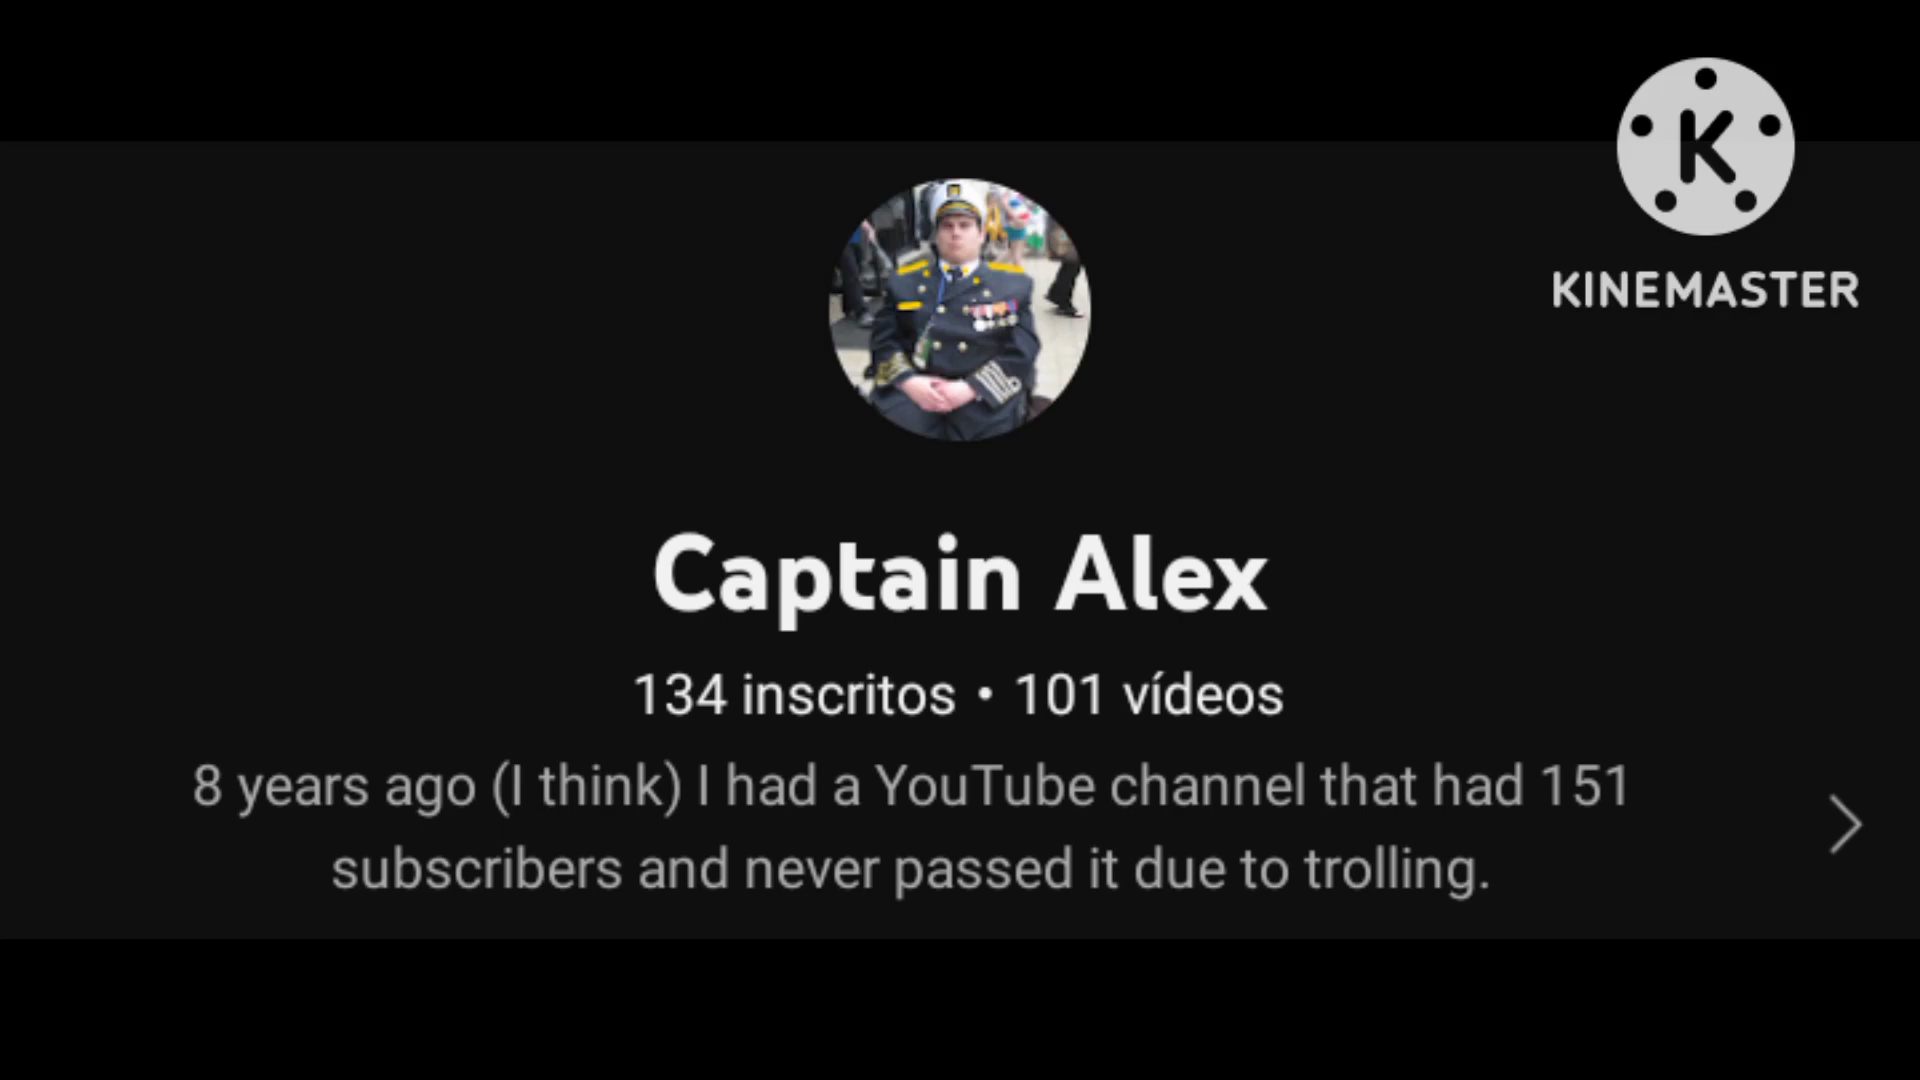 K
KINEMASTER
Captain Alex
134 inscritos • 101 vídeos
8 years ago (I think) I had a YouTube channel that had 151
subscribers and never passed it due to trolling.